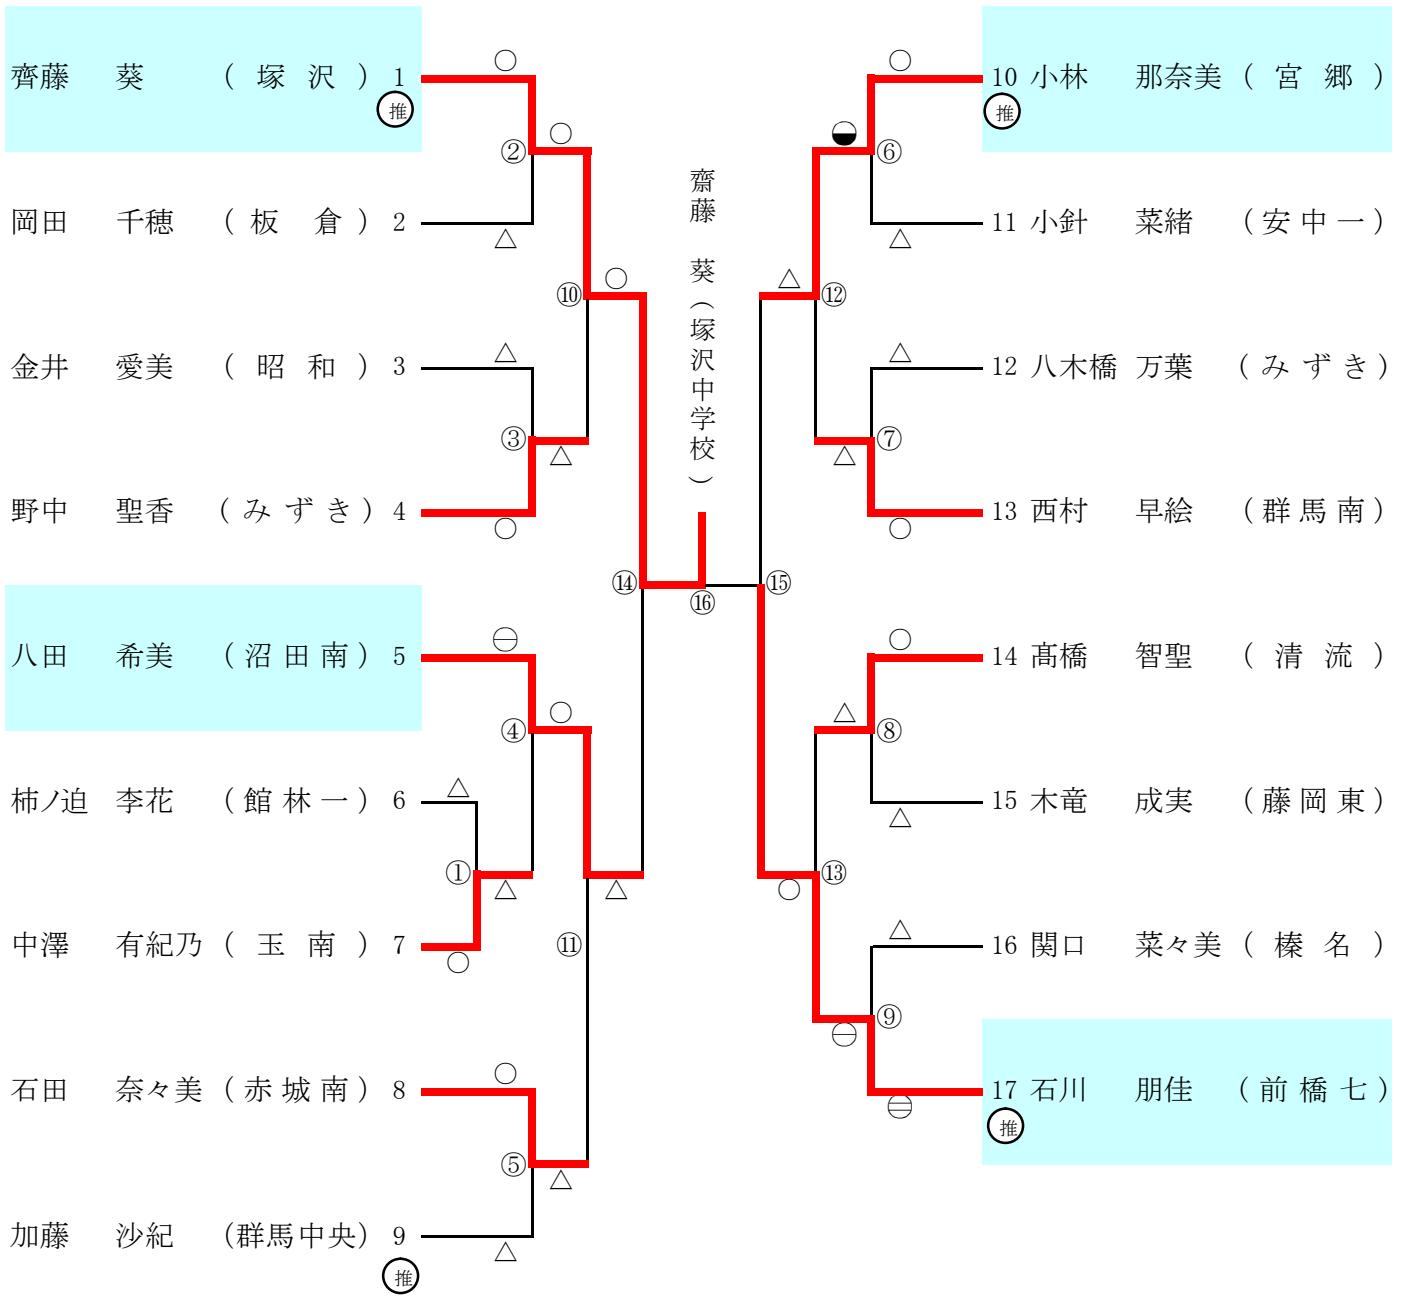 齊藤 葵 (塚沢) 1
推
岡田 千穂 (板倉) 2
金井 愛美 (昭和) 3
野中 聖香 (みずき) 4
八田 希美 (沼田南) 5
柿ノ迫 李花 (館林一) 6
中澤 有紀乃 (玉南) 7
石田 奈々美 (赤城南) 8
加藤 沙紀 (群馬中央) 9
推
②
③
④
①
⑤
⑩
⑪
⑭
齋藤 葵(塚沢中学校)
⑯
⑮
⑫
⑬
⑥
⑦
⑧
⑨
10 小林 那奈美 (宮郷)
推
11 小針 菜緒 (安中一)
12 八木橋 万葉 (みずき)
13 西村 早絵 (群馬南)
14 髙橋 智聖 (清流)
15 木竜 成実 (藤岡東)
16 関口 菜々美 (榛名)
17 石川 朋佳 (前橋七)
推